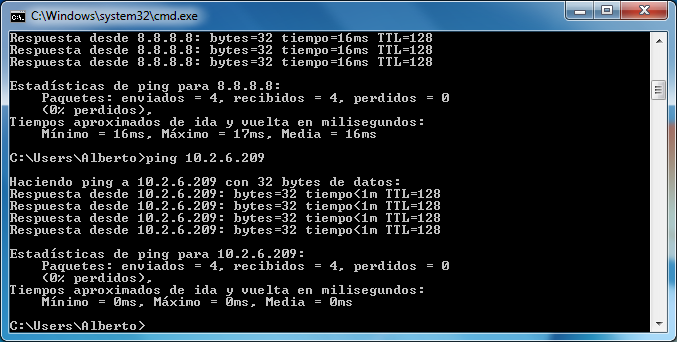 C:\Windows\system32\cmd.exe
Respuesta desde 8.8.8.8: bytes=32 tiempo=16ms TTL=128
Respuesta desde 8.8.8.8: bytes=32 tiempo=16ms TTL=128
Respuesta desde 8.8.8.8: bytes=32 tiempo=16ms TTL=128
Estadísticas de ping para 8.8.8.8:
Paquetes: enviados = 4, recibidos = 4, perdidos = 0
(0% perdidos),
Tiempos aproximados de ida y vuelta en milisegundos:
Mínimo = 16ms, Máximo = 17ms, Media = 16ms
C:\Users\Alberto>ping 10.2.6.209
Haciendo ping a 10.2.6.209 con 32 bytes de datos:
Respuesta desde 10.2.6.209: bytes=32 tiempo<1m TTL=128
Respuesta desde 10.2.6.209: bytes=32 tiempo<1m TTL=128
Respuesta desde 10.2.6.209: bytes=32 tiempo<1m TTL=128
Respuesta desde 10.2.6.209: bytes=32 tiempo<1m TTL=128
Estadísticas de ping para 10.2.6.209:
Paquetes: enviados = 4, recibidos = 4, perdidos = 0
(0% perdidos),
Tiempos aproximados de ida y vuelta en milisegundos:
Mínimo = 0ms, Máximo = 0ms, Media = 0ms
C:\Users\Alberto>